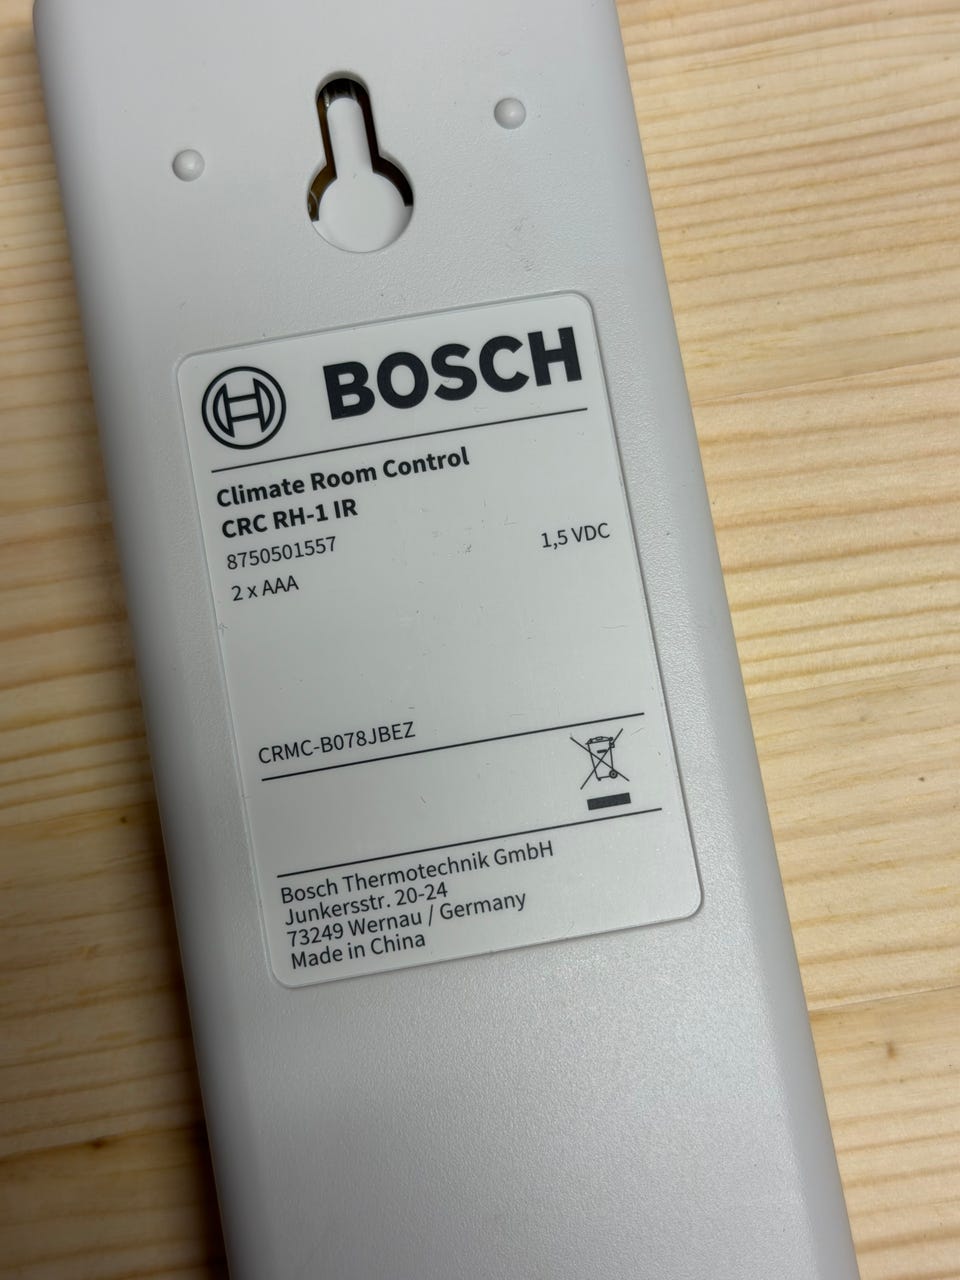 BOSCH
Climate Room Control
CRC RH-1 IR
8750501557
2 x AAA 1,5 VDC
CRMC-B078JBEZ
Bosch Thermotechnik GmbH
Junkersstr. 20-24
73249 Wernau / Germany
Made in China